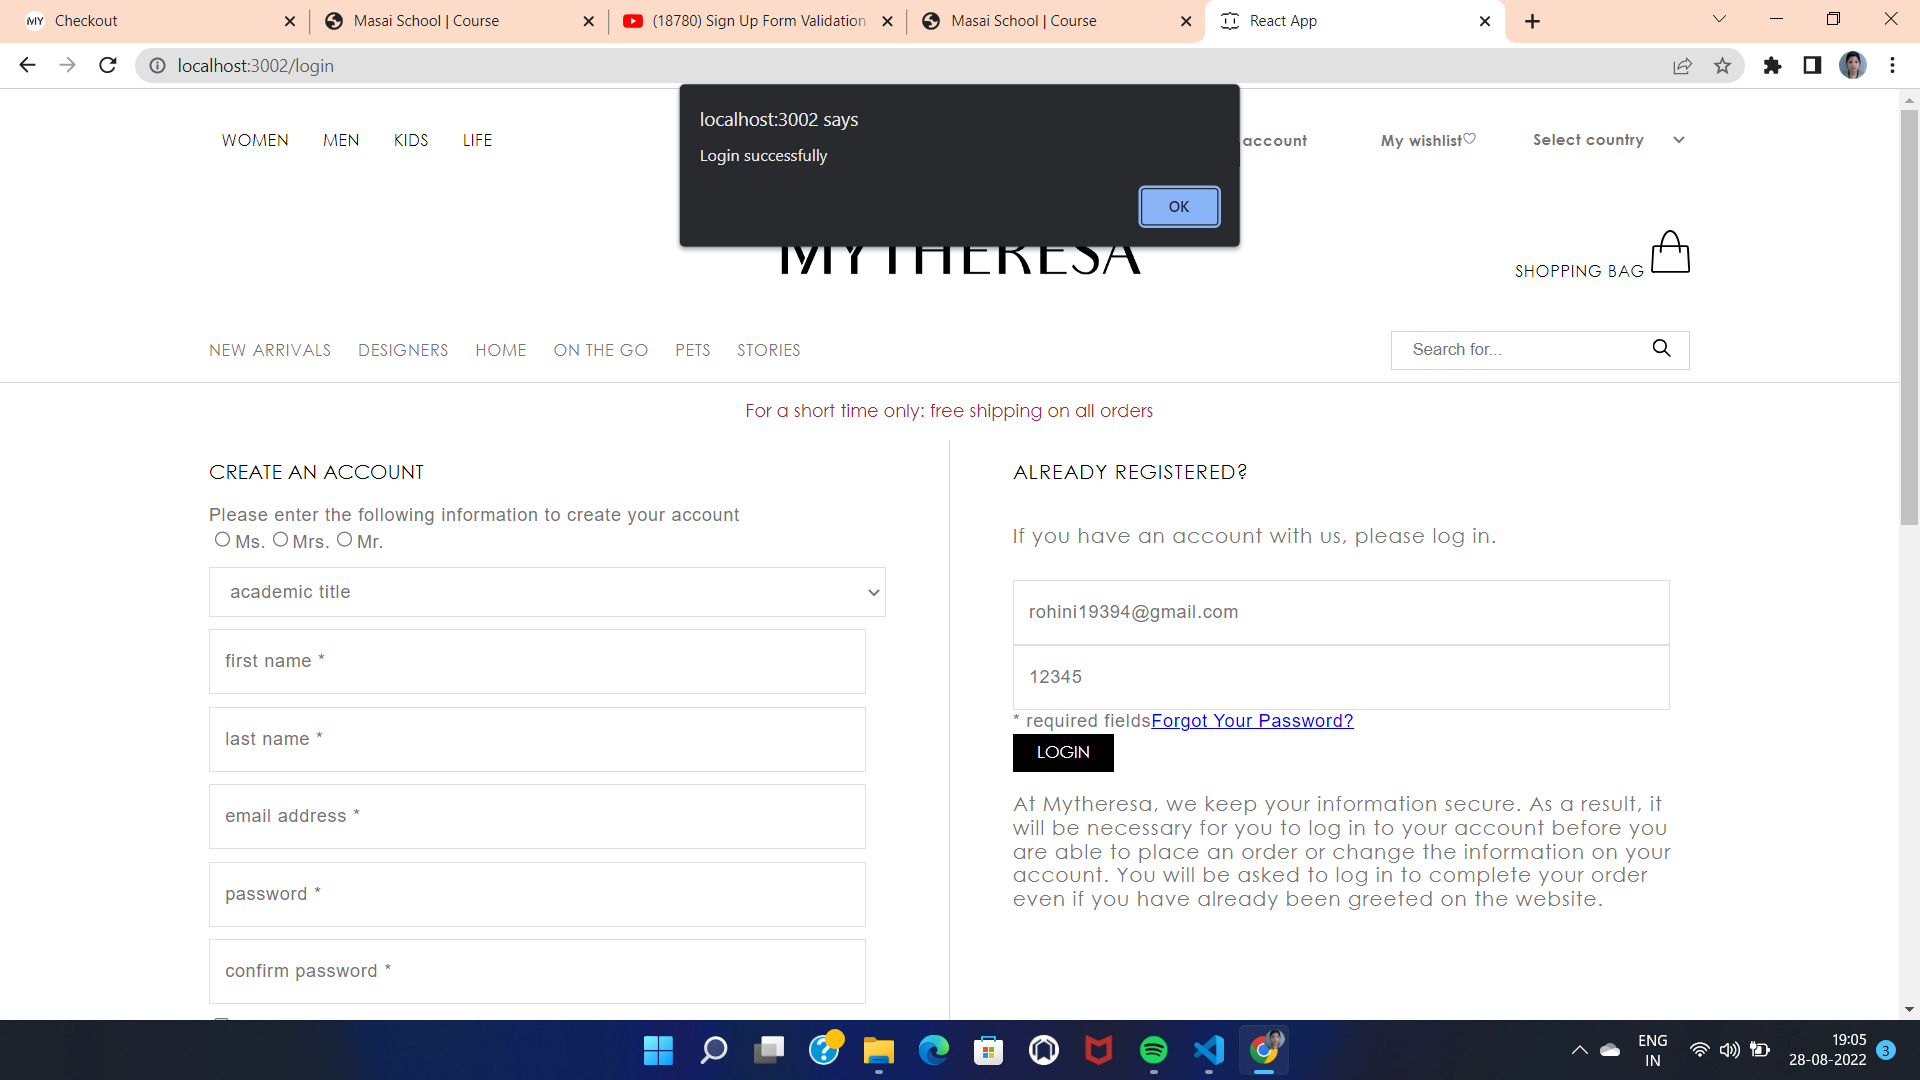 MY Checkout
Masai School | Course
(18780) Sign Up Form Validation
Masai School | Course
React App
localhost:3002/login
localhost:3002 says
Login successfully
OK
WOMEN MEN KIDS LIFE
account
My wishlist♡
Select country
MYTHERESA
SHOPPING BAG
NEW ARRIVALS DESIGNERS HOME ON THE GO PETS STORIES
Search for...
For a short time only: free shipping on all orders
CREATE AN ACCOUNT
Please enter the following information to create your account
Ms. Mrs. Mr.
academic title
first name *
last name *
email address *
password *
confirm password *
ALREADY REGISTERED?
If you have an account with us, please log in.
rohini19394@gmail.com
12345
* required fieldsForgot Your Password?
LOGIN
At Mytheresa, we keep your information secure. As a result, it
will be necessary for you to log in to your account before you
are able to place an order or change the information on your
account. You will be asked to log in to complete your order
even if you have already been greeted on the website.
ENG
IN
19:05
28-08-2022
3